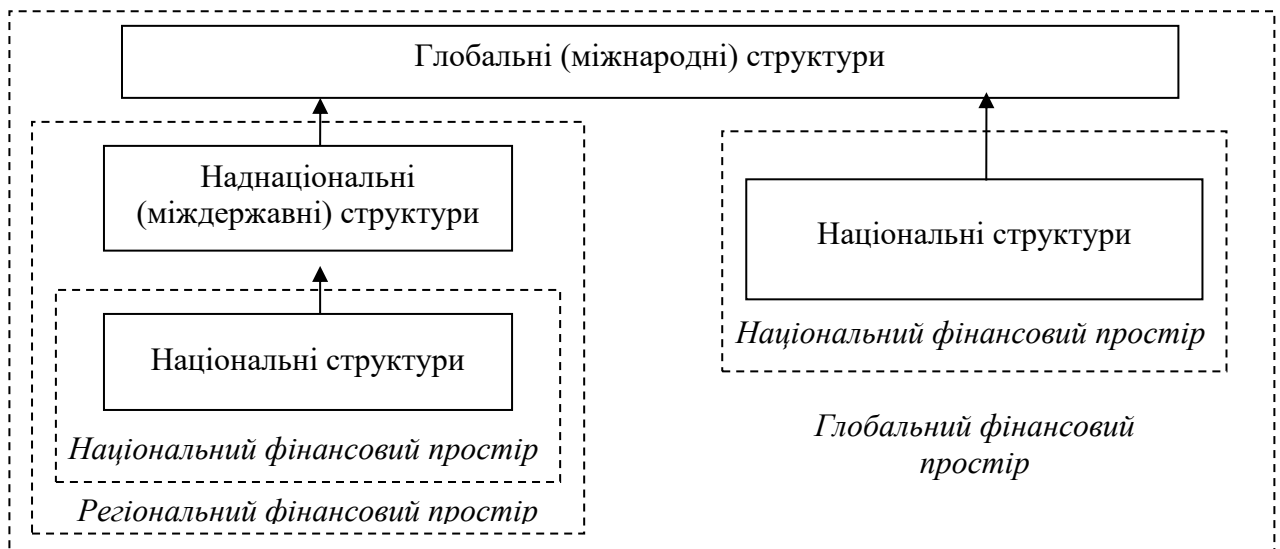 Глобальні (міжнародні) структури
Наднаціональні
(міждержавні) структури
Національні структури
Національний фінансовий простір
Регіональний фінансовий простір
Національні структури
Національний фінансовий простір
Глобальний фінансовий
простір